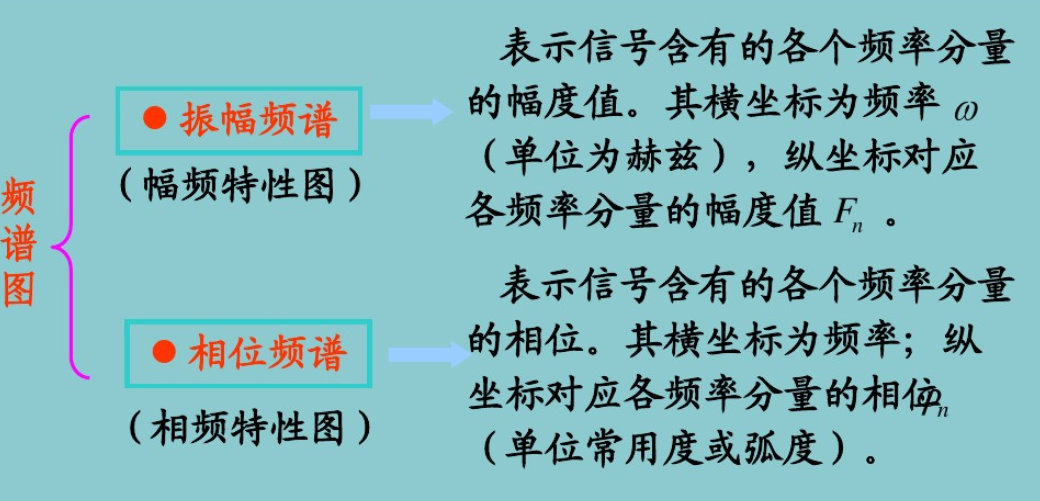 频谱图
● 振幅频谱
（幅频特性图）
表示信号含有的各个频率分量
的幅度值。其横坐标为频率 ω
（单位为赫兹），纵坐标对应
各频率分量的幅度值 Fn 。
● 相位频谱
（相频特性图）
表示信号含有的各个频率分量
的相位。其横坐标为频率；纵
坐标对应各频率分量的相位φn
（单位常用度或弧度）。